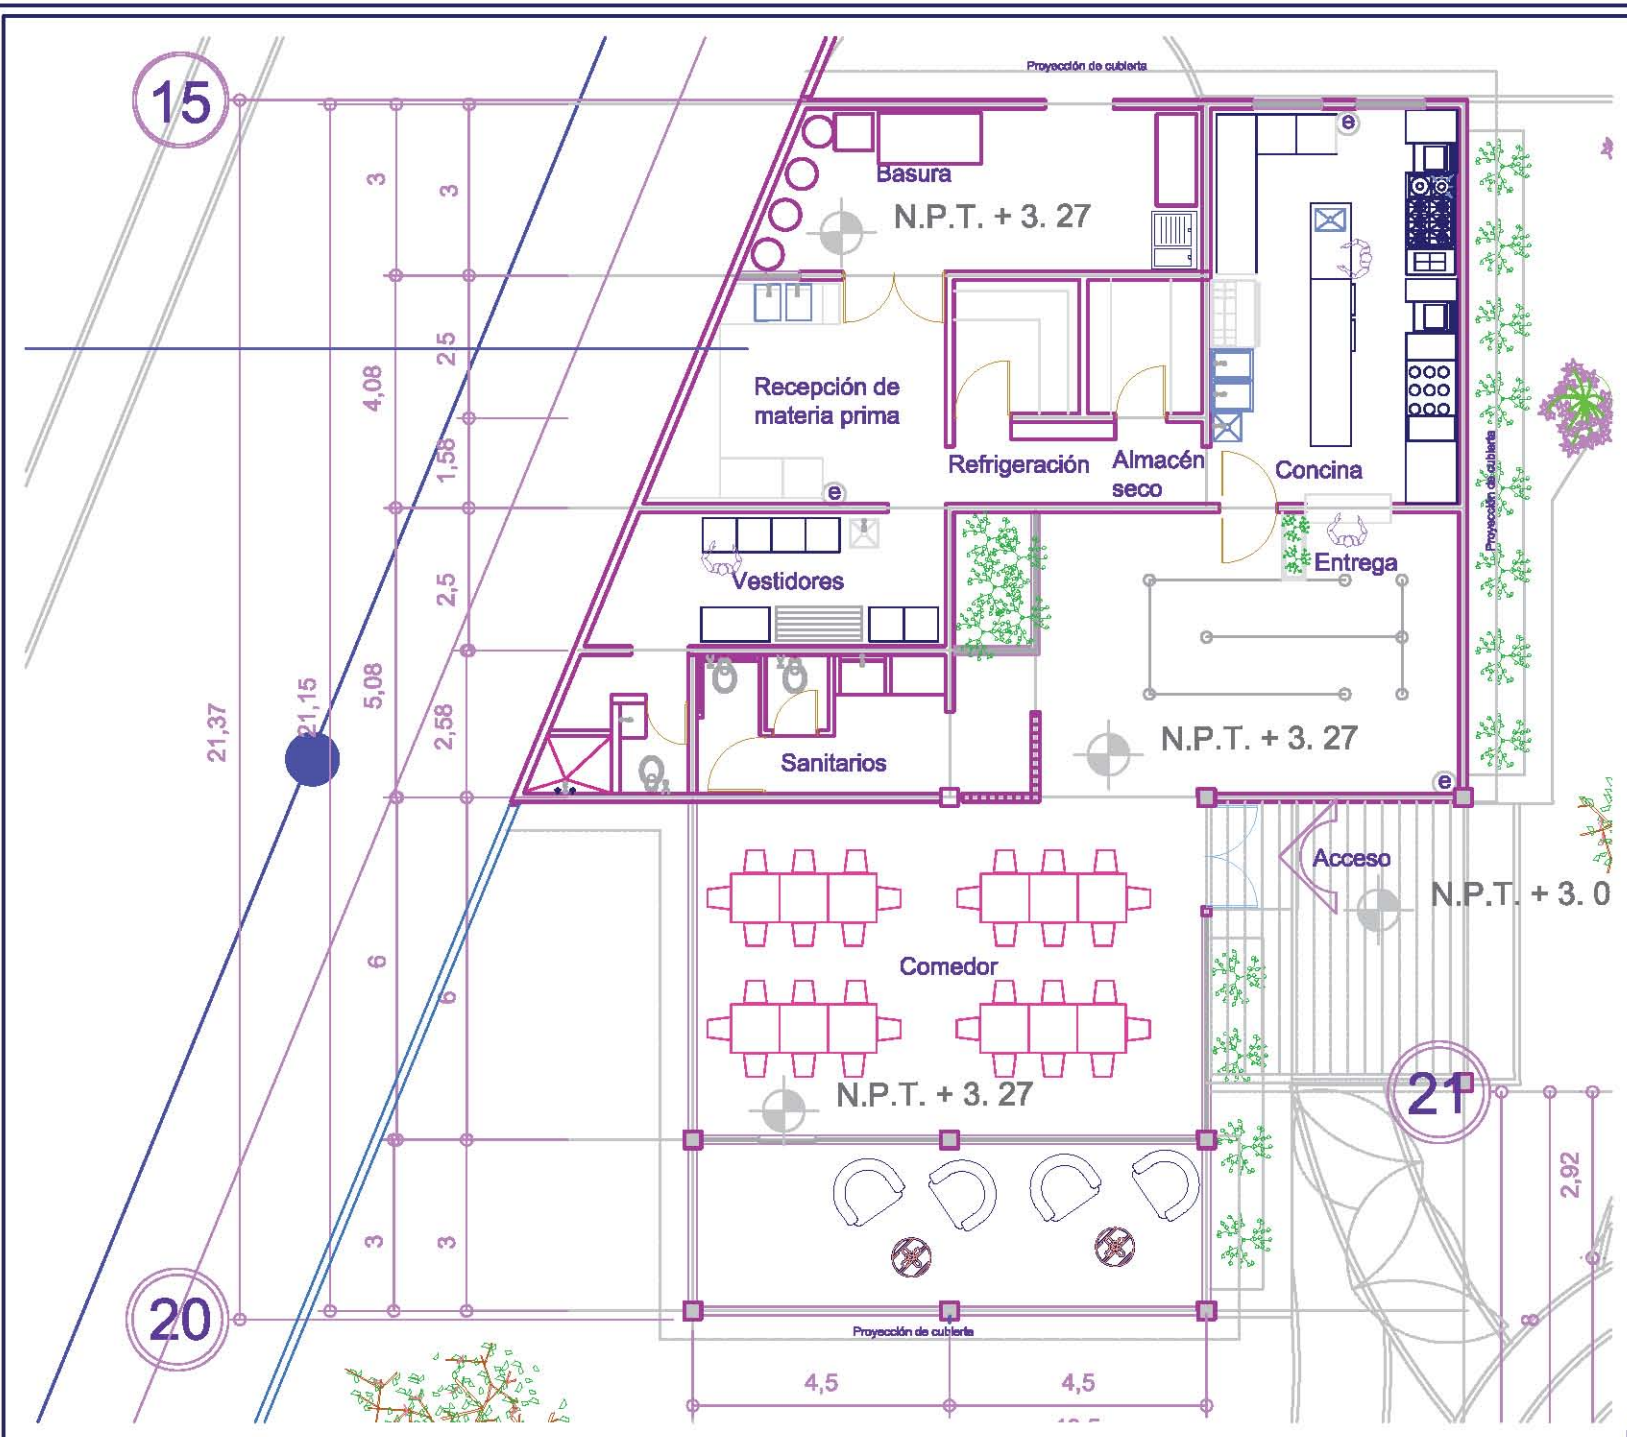 Proyección de cubierta
15
e
3
3
Basura
N.P.T. + 3. 27
2,5
4,08
Recepción de
materia prima
1,58
Refrigeración
Almacén
seco
Concina
Proyección de cubierta
e
Entrega
2,5
Vestidores
5,08
21,15
21,37
2,58
N.P.T. + 3. 27
Sanitarios
e
Acceso
N.P.T. + 3. 0
6
6
Comedor
N.P.T. + 3. 27
21
2,92
3
3
20
8
Proyección de cubierta
4,5
4,5